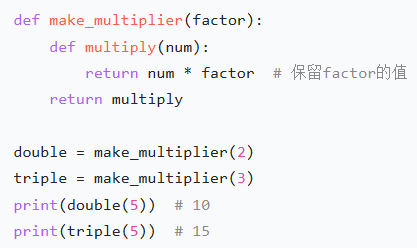 def make_multiplier(factor):
    def multiply(num):
        return num * factor  # 保留factor的值
    return multiply

double = make_multiplier(2)
triple = make_multiplier(3)
print(double(5))  # 10
print(triple(5))  # 15